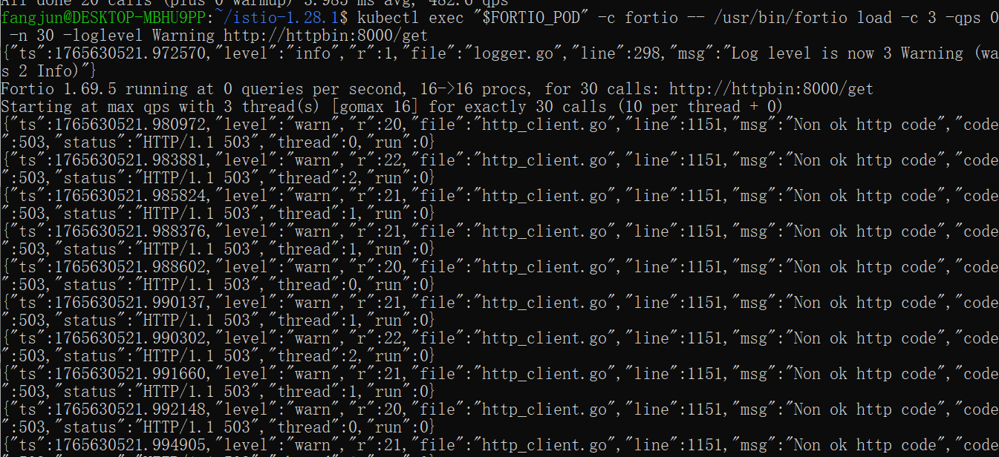 All done 20 calls (plus 0 warmup) 3.985 ms avg, 482.6 qps
fangjun@DESKTOP-MBHU9PP:~/istio-1.28.1$ kubectl exec "$FORTIO_POD" -c fortio -- /usr/bin/fortio load -c 3 -qps 0
 -n 30 -loglevel Warning http://httpbin:8000/get
{"ts":1765630521.972570,"level":"info","r":1,"file":"logger.go","line":298,"msg":"Log level is now 3 Warning (wa
s 2 Info)"}
Fortio 1.69.5 running at 0 queries per second, 16->16 procs, for 30 calls: http://httpbin:8000/get
Starting at max qps with 3 thread(s) [gomax 16] for exactly 30 calls (10 per thread + 0)
{"ts":1765630521.980972,"level":"warn","r":20,"file":"http_client.go","line":1151,"msg":"Non ok http code","code
":503,"status":"HTTP/1.1 503","thread":0,"run":0}
{"ts":1765630521.983881,"level":"warn","r":22,"file":"http_client.go","line":1151,"msg":"Non ok http code","code
":503,"status":"HTTP/1.1 503","thread":2,"run":0}
{"ts":1765630521.985824,"level":"warn","r":21,"file":"http_client.go","line":1151,"msg":"Non ok http code","code
":503,"status":"HTTP/1.1 503","thread":1,"run":0}
{"ts":1765630521.988376,"level":"warn","r":21,"file":"http_client.go","line":1151,"msg":"Non ok http code","code
":503,"status":"HTTP/1.1 503","thread":1,"run":0}
{"ts":1765630521.988602,"level":"warn","r":20,"file":"http_client.go","line":1151,"msg":"Non ok http code","code
":503,"status":"HTTP/1.1 503","thread":0,"run":0}
{"ts":1765630521.990137,"level":"warn","r":21,"file":"http_client.go","line":1151,"msg":"Non ok http code","code
":503,"status":"HTTP/1.1 503","thread":1,"run":0}
{"ts":1765630521.990302,"level":"warn","r":22,"file":"http_client.go","line":1151,"msg":"Non ok http code","code
":503,"status":"HTTP/1.1 503","thread":2,"run":0}
{"ts":1765630521.991660,"level":"warn","r":21,"file":"http_client.go","line":1151,"msg":"Non ok http code","code
":503,"status":"HTTP/1.1 503","thread":1,"run":0}
{"ts":1765630521.992148,"level":"warn","r":20,"file":"http_client.go","line":1151,"msg":"Non ok http code","code
":503,"status":"HTTP/1.1 503","thread":0,"run":0}
{"ts":1765630521.994905,"level":"warn","r":21,"file":"http_client.go","line":1151,"msg":"Non ok http code","code